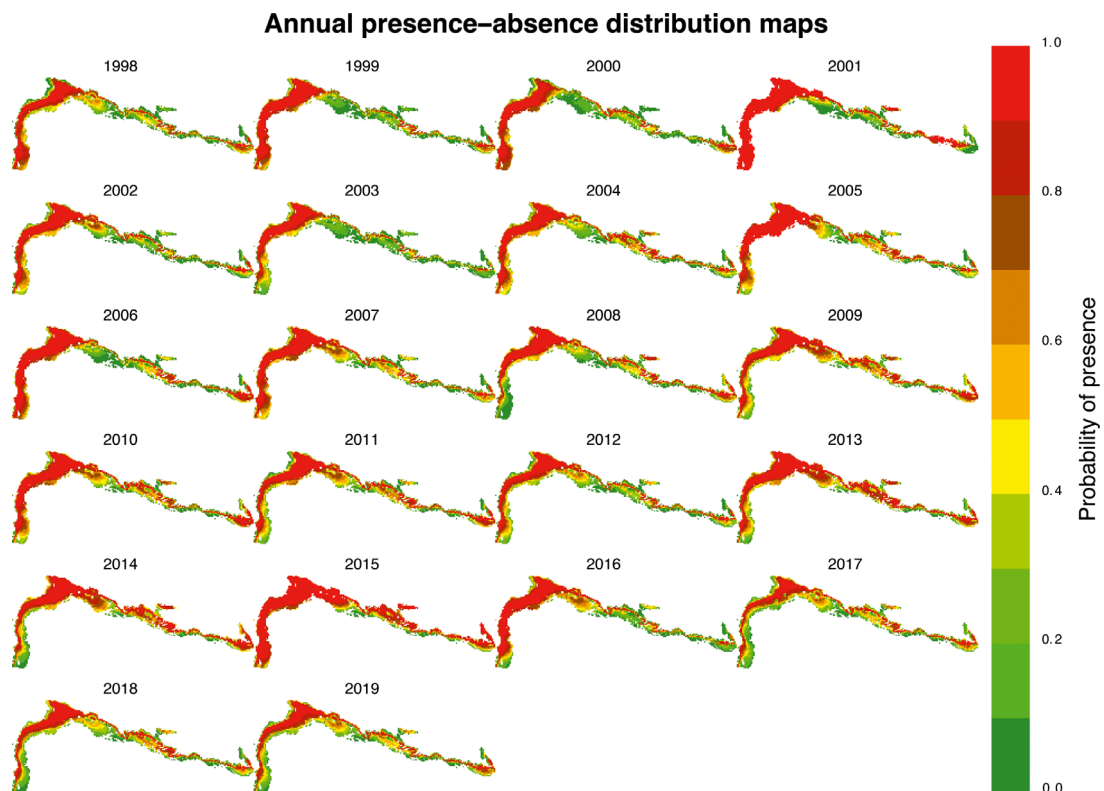 Annual presence–absence distribution maps
1998 1999 2000 2001
2002 2003 2004 2005
2006 2007 2008 2009
2010 2011 2012 2013
2014 2015 2016 2017
2018 2019
1.0
0.8
0.6
0.4
0.2
0.0
Probability of presence